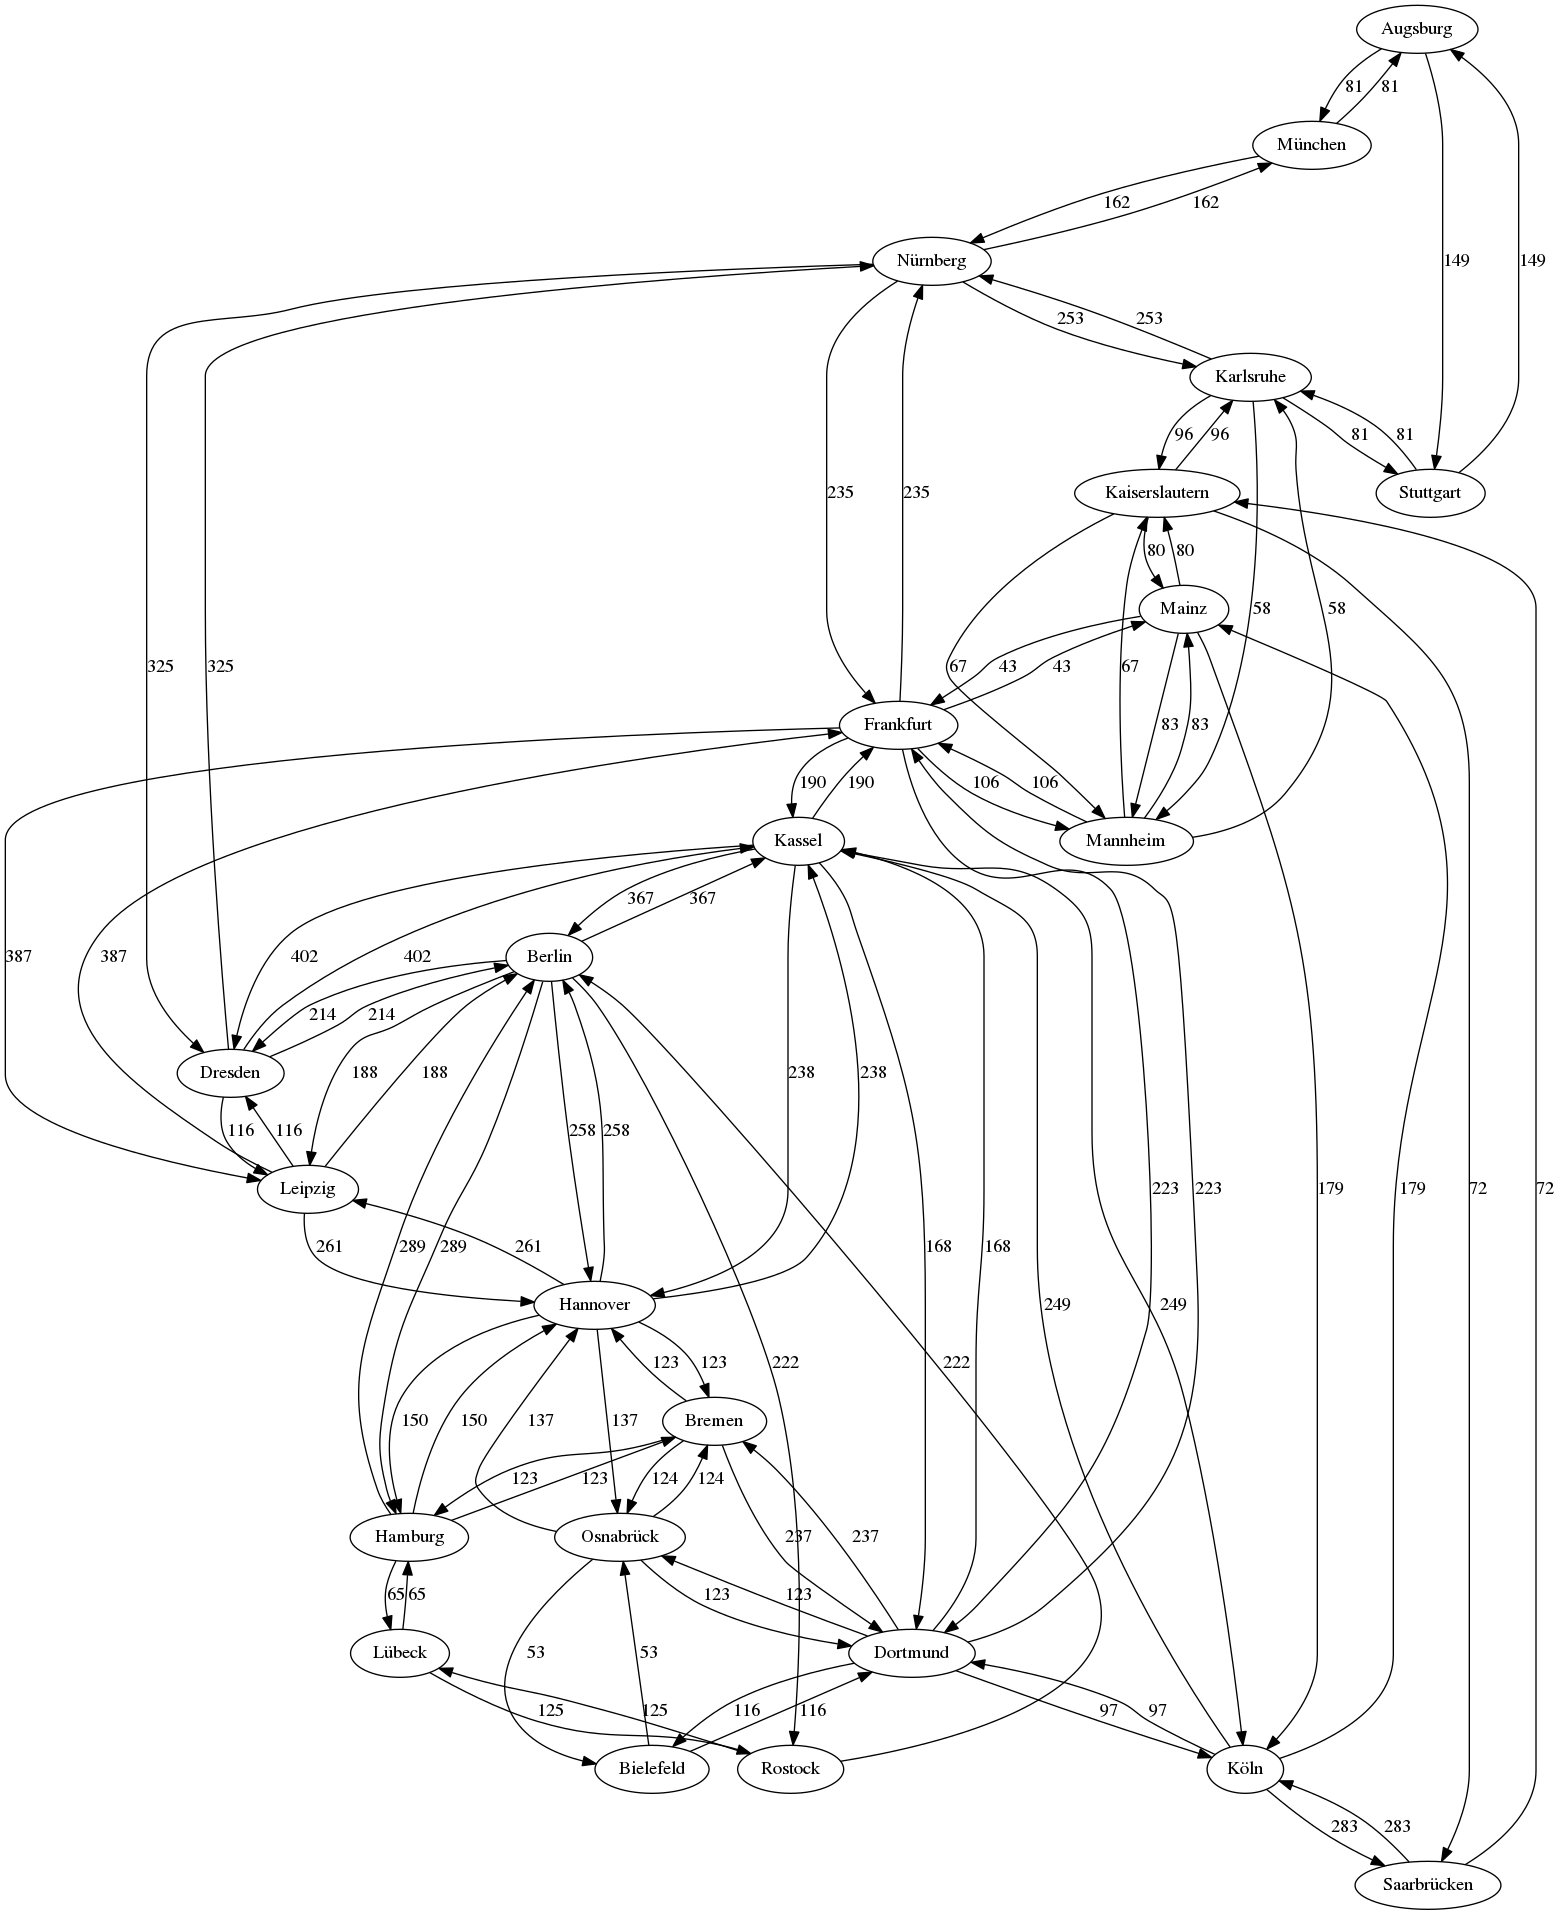 Augsburg
81 81
München
162 162
Nürnberg
149 149
253 253
Karlsruhe
96 96 81 81
235 235 Kaiserslautern Stuttgart
80 80
Mainz 58 58
325 325 67 43 43 67
Frankfurt 83 83
190 190 106 106
Kassel Mannheim
367 367
387 387 402 402 Berlin
214 214
Dresden 188 188 258 258 238 238
116 116
Leipzig 223 223 179 179 72 72
261 289 289 261 168 168
Hannover 249 249
123 123 222 222
150 150 137 137 Bremen
123 123 124 124
Hamburg Osnabrück 237 237
65 65 123 123
Lübeck 53 53 Dortmund
125 125 116 116 97 97
Bielefeld Rostock Köln
283 283
Saarbrücken